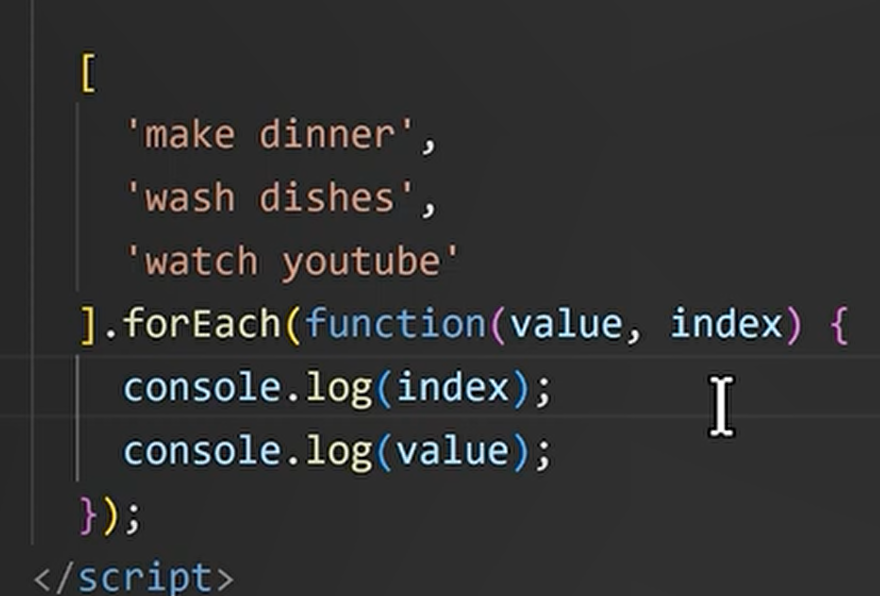 [
'make dinner',
'wash dishes',
'watch youtube'
].forEach(function(value, index) {
console.log(index);
console.log(value);
});
</script>